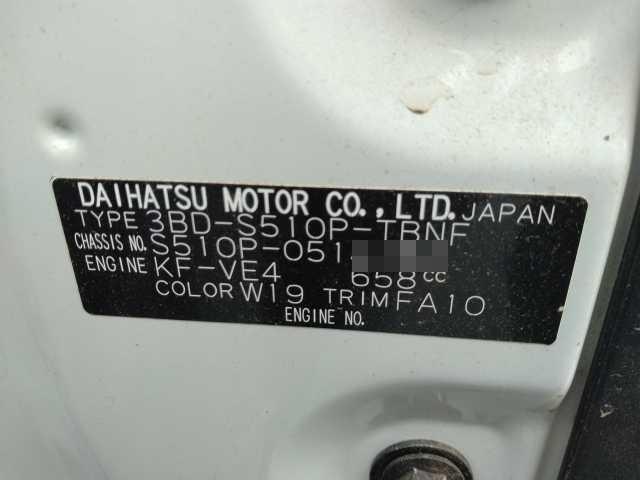 DAIHATSU MOTOR CO.,LTD. JAPAN
TYPE 3BD-S510P-TBNF
CHASSIS NO. S510P-051
ENGINE KF-VE4 658cc
COLOR W19 TRIM FA10
ENGINE NO.